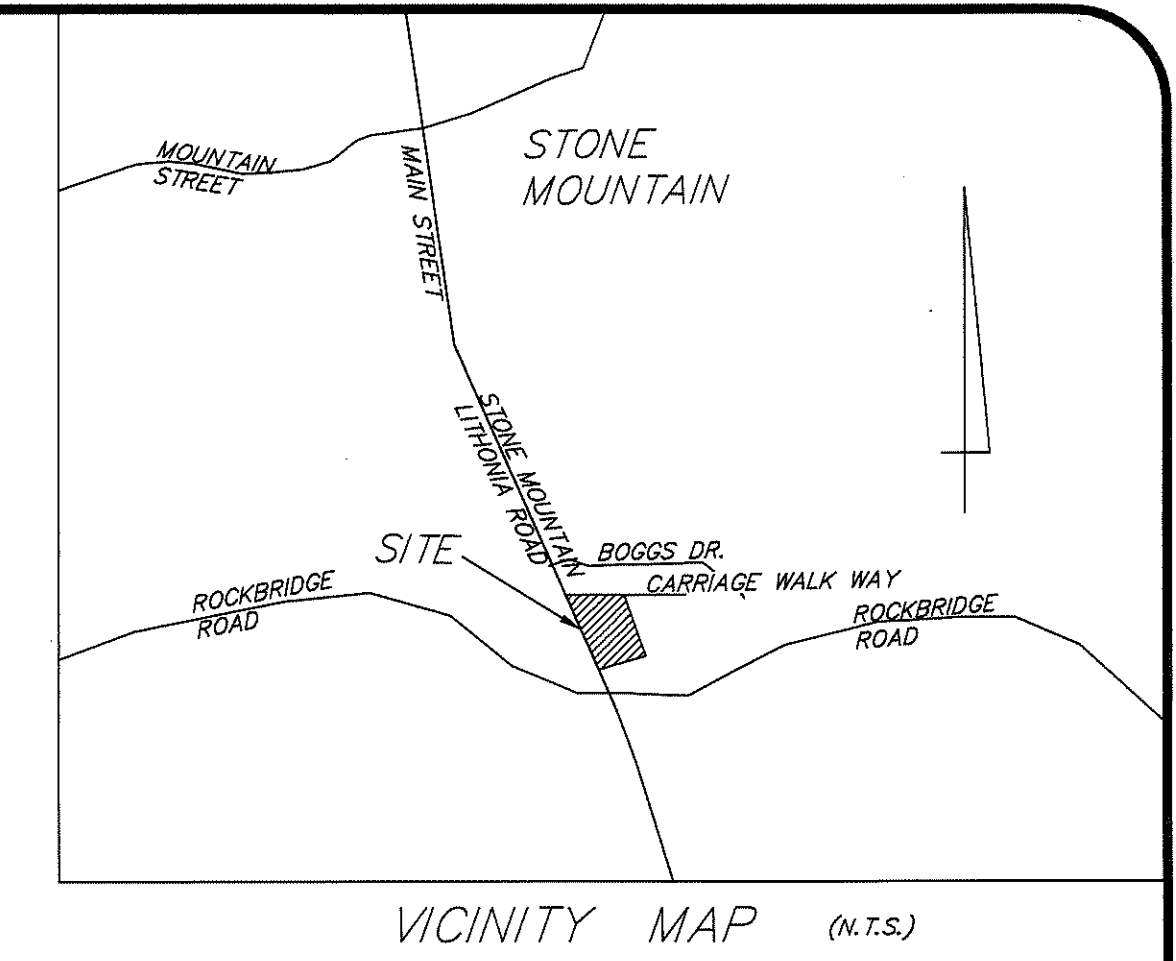 STONE
MOUNTAIN
MOUNTAIN
STREET
MAIN STREET
STONE MOUNTAIN
LITHONIA ROAD
SITE
BOGGS DR.
CARRIAGE WALK WAY
ROCKBRIDGE
ROAD
ROCKBRIDGE
ROAD
VICINITY MAP (N.T.S.)